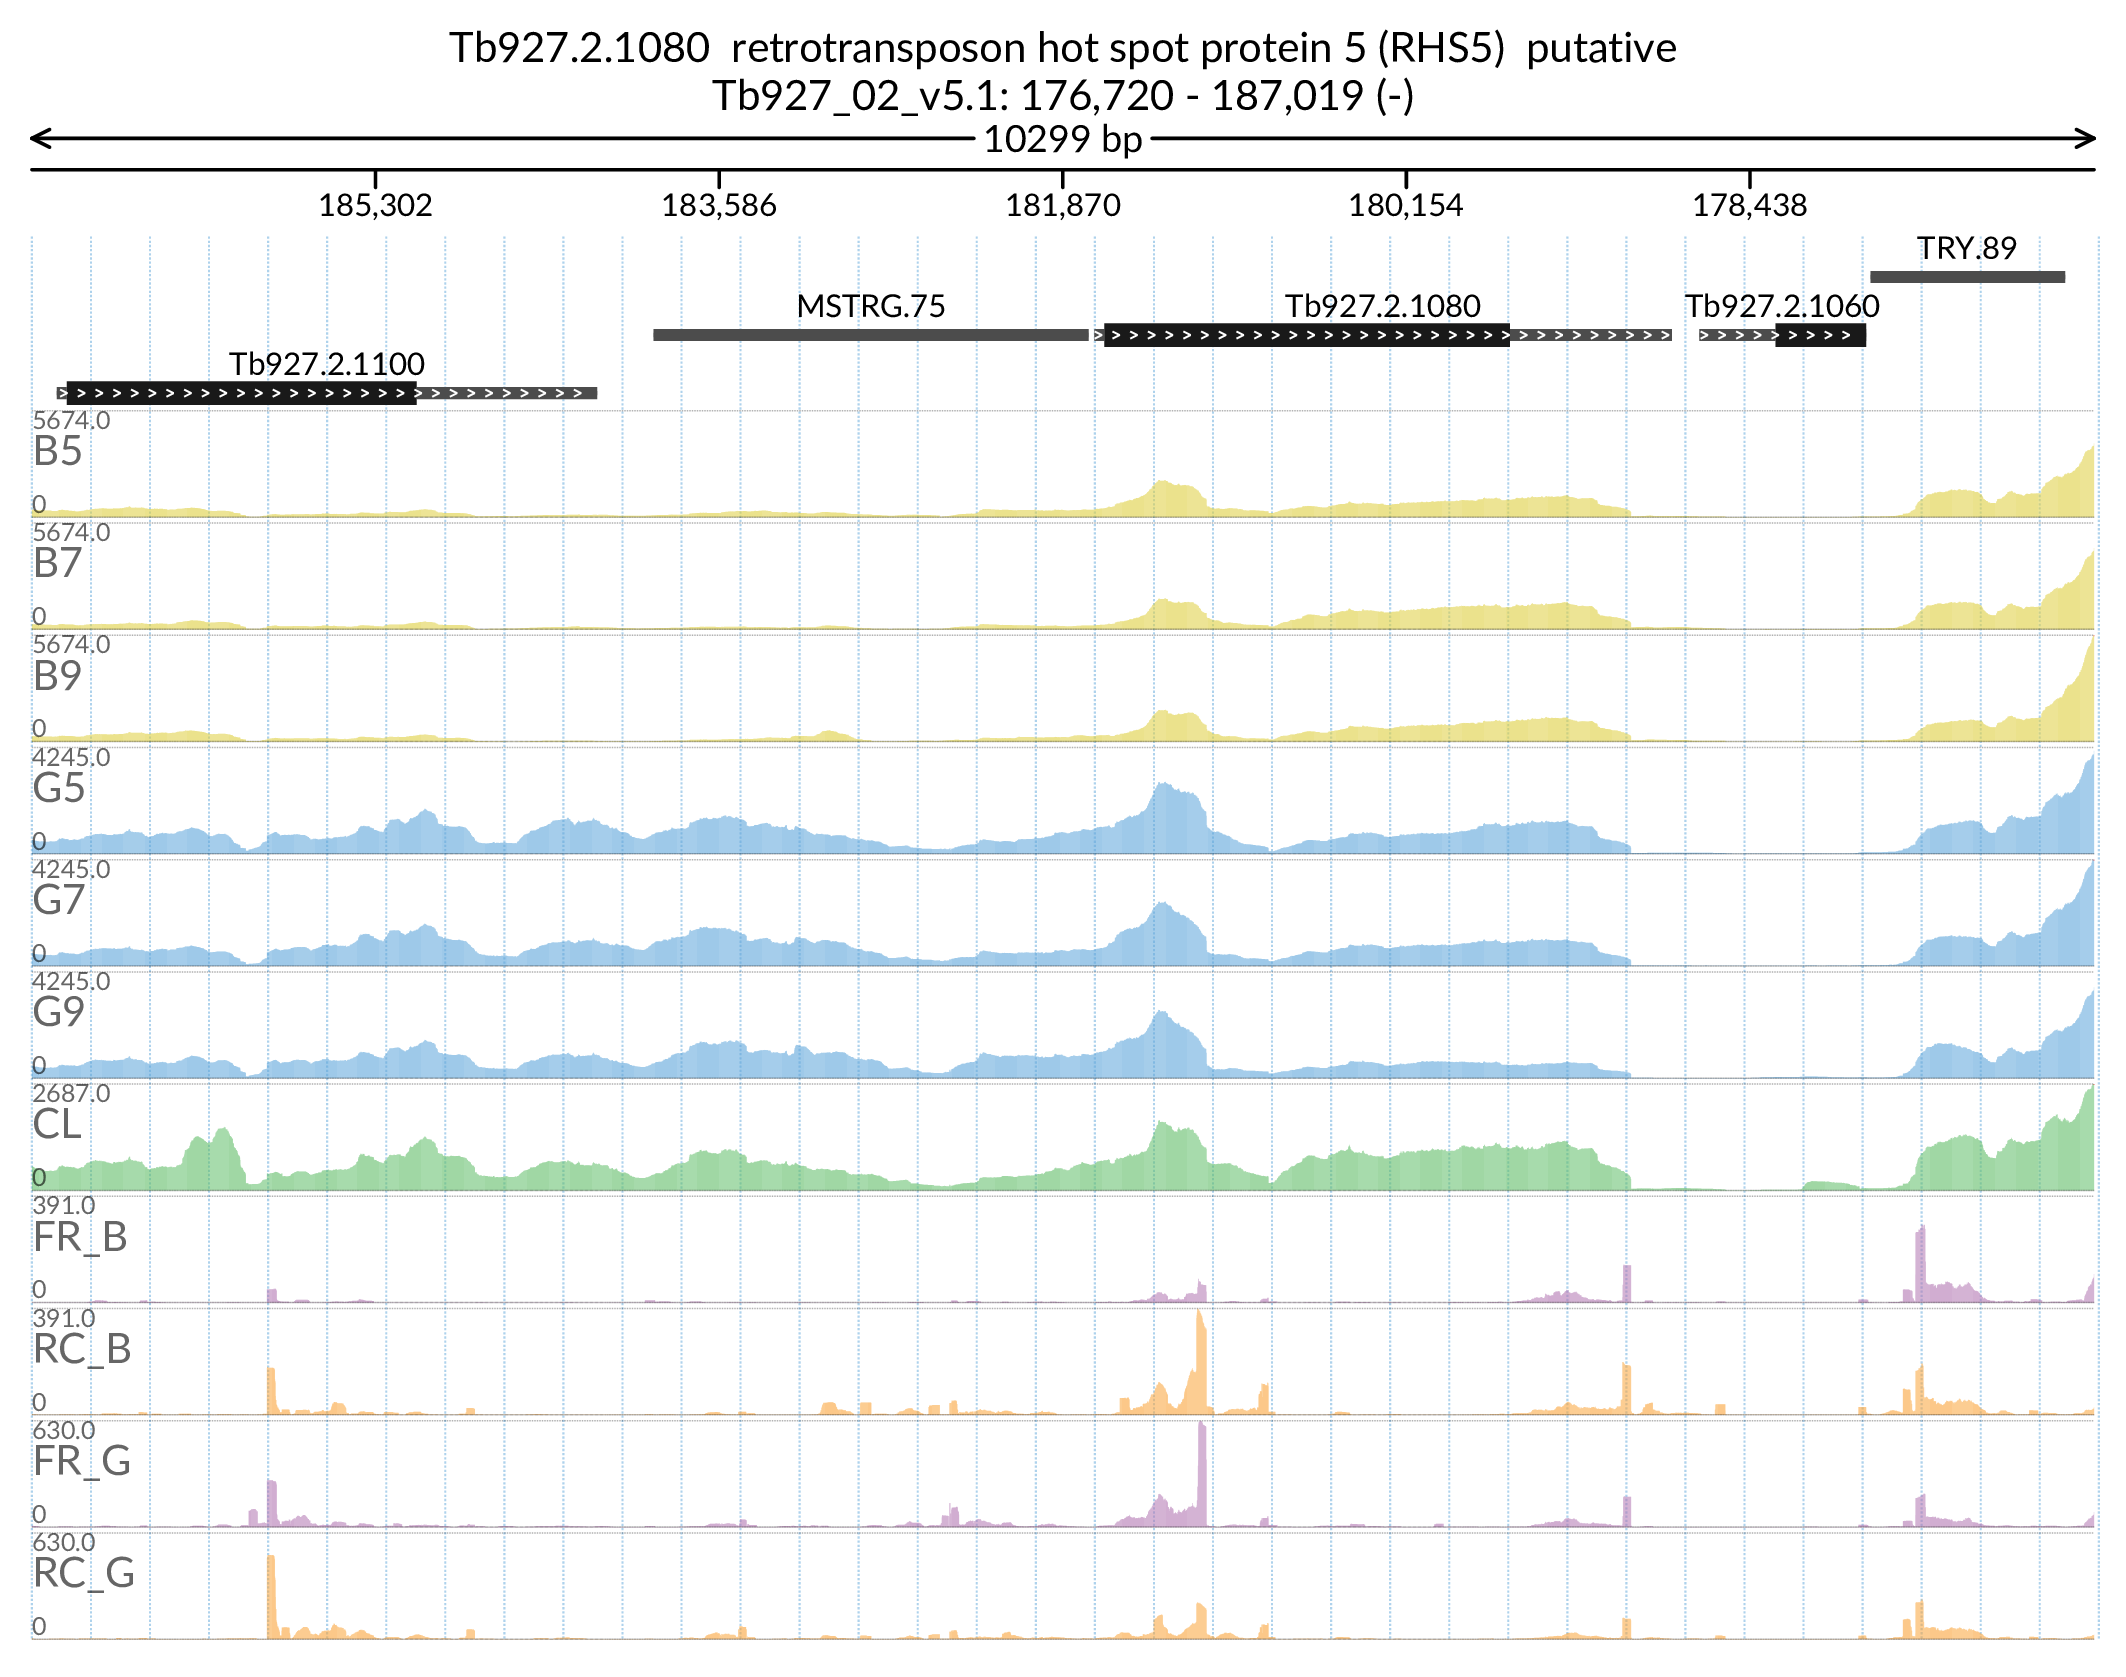 Tb927.2.1080 retrotransposon hot spot protein 5 (RHS5) putative
Tb927_02_v5.1: 176,720 - 187,019 (-)
10299 bp
185,302 183,586 181,870 180,154 178,438
TRY.89
MSTRG.75 Tb927.2.1080 Tb927.2.1060
Tb927.2.1100
5674.0
B5
0
5674.0
B7
0
5674.0
B9
0
4245.0
G5
0
4245.0
G7
0
4245.0
G9
0
2687.0
CL
0
391.0
FR_B
0
391.0
RC_B
0
630.0
FR_G
0
630.0
RC_G
0